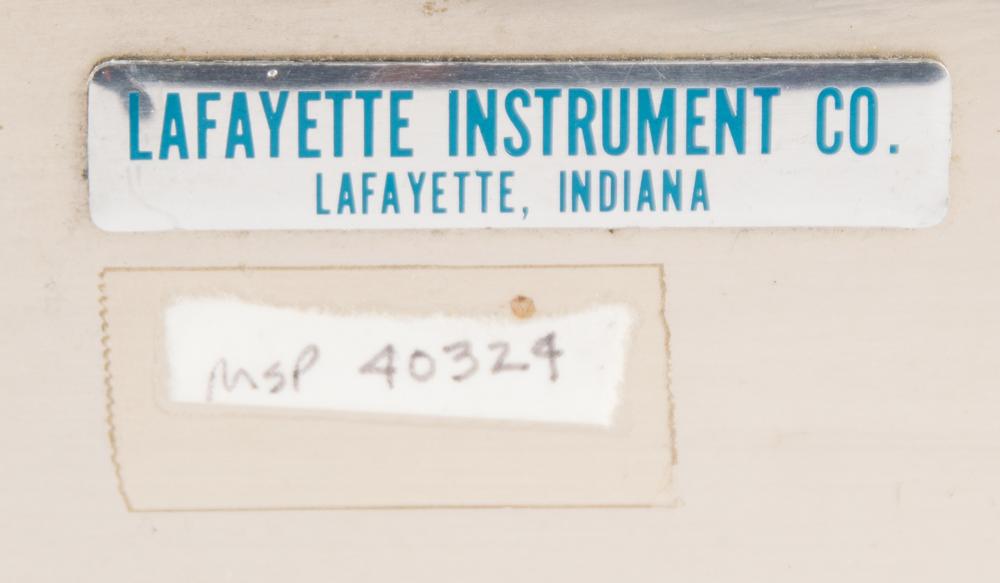 LAFAYETTE INSTRUMENT CO.
LAFAYETTE, INDIANA
MSP 40324